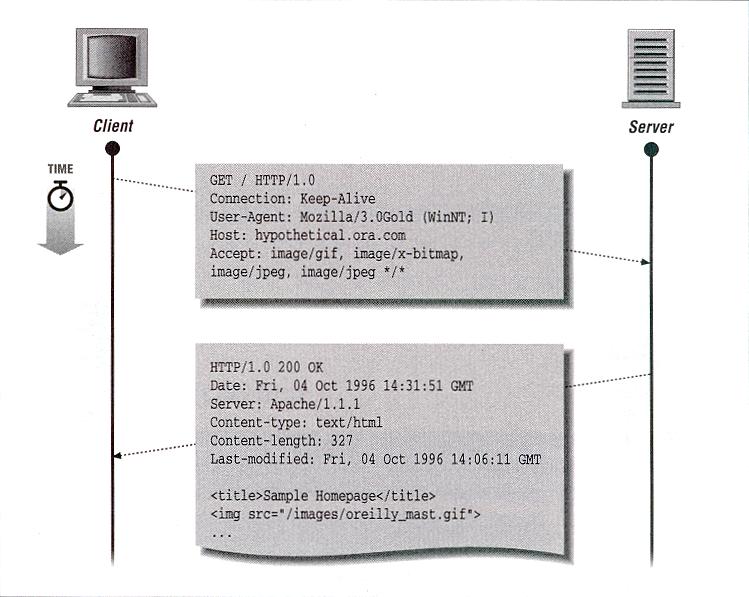 Client
Server
TIME
GET / HTTP/1.0
Connection: Keep-Alive
User-Agent: Mozilla/3.0Gold (WinNT; I)
Host: hypothetical.ora.com
Accept: image/gif, image/x-bitmap,
image/jpeg, image/jpeg */*
HTTP/1.0 200 OK
Date: Fri, 04 Oct 1996 14:31:51 GMT
Server: Apache/1.1.1
Content-type: text/html
Content-length: 327
Last-modified: Fri, 04 Oct 1996 14:06:11 GMT
<title>Sample Homepage</title>
<img src="/images/oreilly_mast.gif">
...